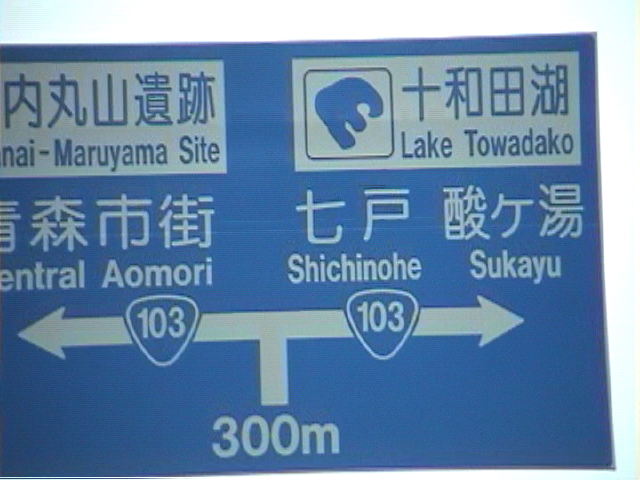 内丸山遺跡
nai-Maruyama Site
十和田湖
Lake Towadako
青森市街
entral Aomori
七戸
Shichinohe
酸ケ湯
Sukayu
103
103
300m